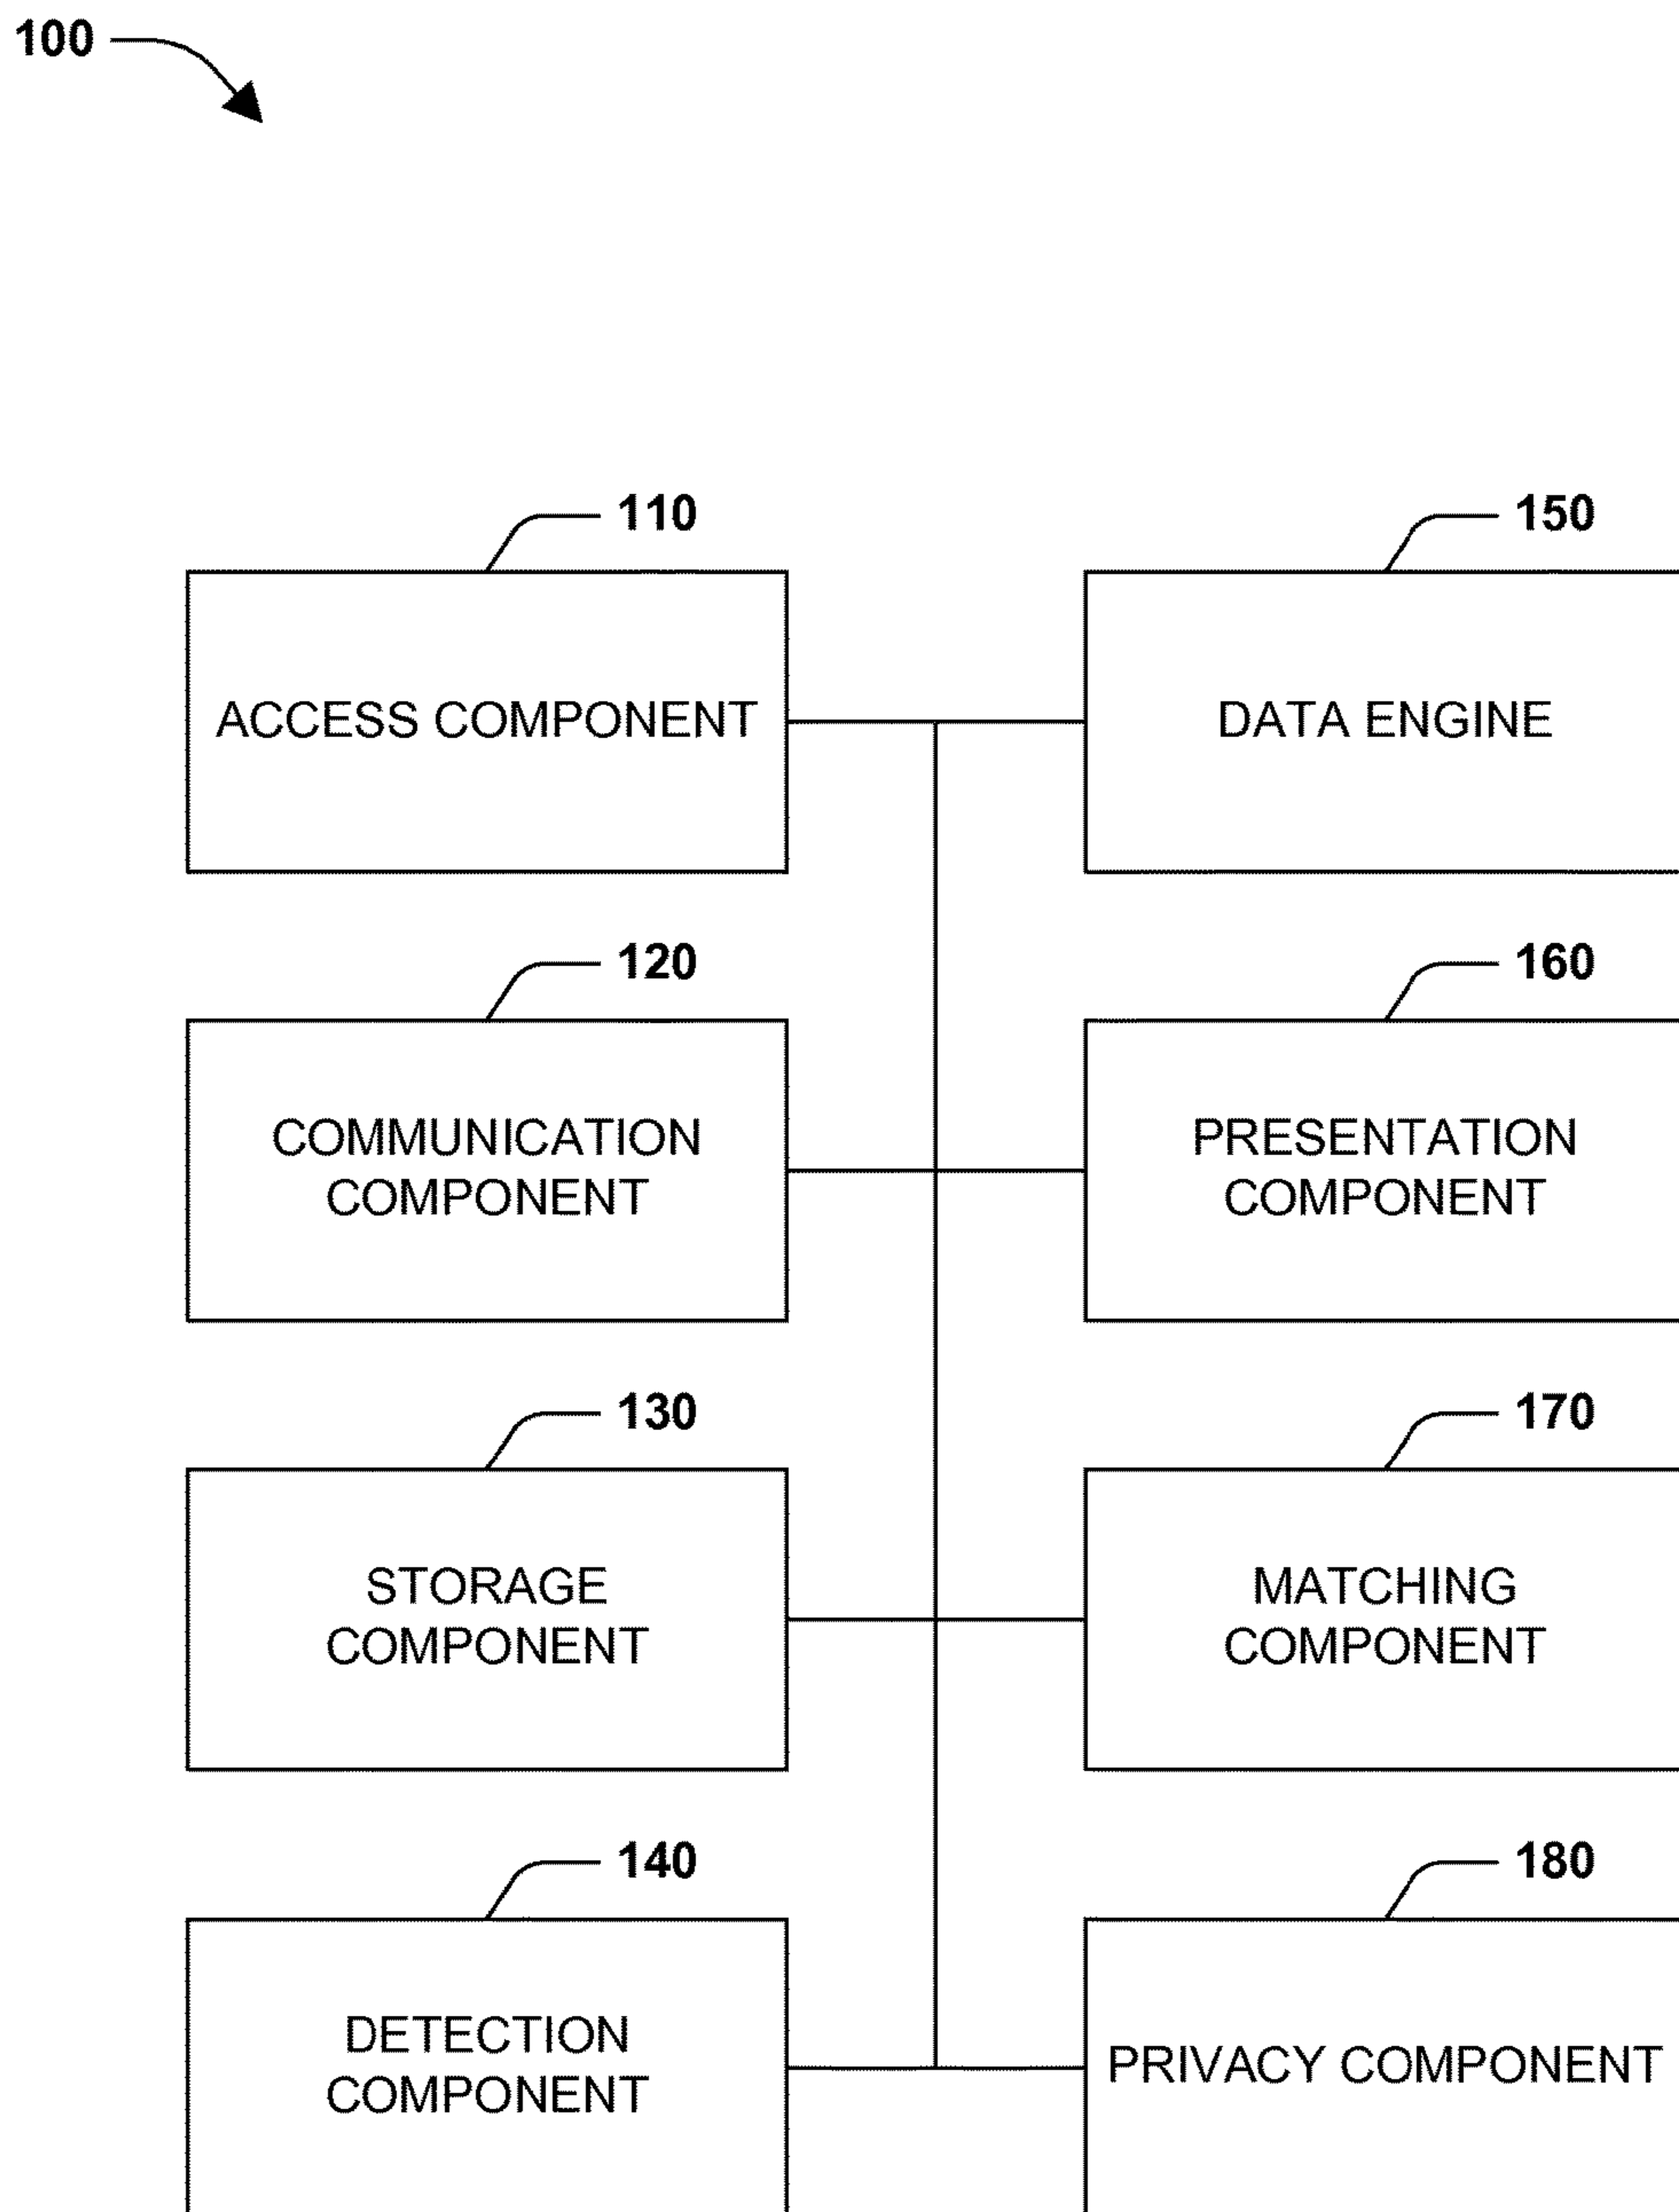 100
110
150
ACCESS COMPONENT
DATA ENGINE
120
160
COMMUNICATION
COMPONENT
PRESENTATION
COMPONENT
130
170
STORAGE
COMPONENT
MATCHING
COMPONENT
140
180
DETECTION
COMPONENT
PRIVACY COMPONENT